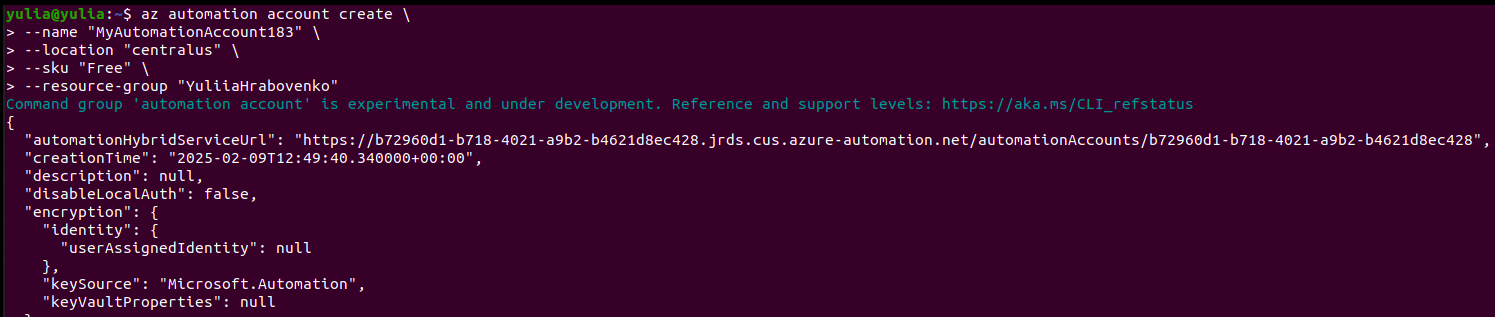 yulia@yulia:~$ az automation account create \
> --name "MyAutomationAccount183" \
> --location "centralus" \
> --sku "Free" \
> --resource-group "YuliiaHrabovenko"
Command group 'automation account' is experimental and under development. Reference and support levels: https://aka.ms/CLI_refstatus
{
  "automationHybridServiceUrl": "https://b72960d1-b718-4021-a9b2-b4621d8ec428.jrds.cus.azure-automation.net/automationAccounts/b72960d1-b718-4021-a9b2-b4621d8ec428",
  "creationTime": "2025-02-09T12:49:40.340000+00:00",
  "description": null,
  "disableLocalAuth": false,
  "encryption": {
    "identity": {
      "userAssignedIdentity": null
    },
    "keySource": "Microsoft.Automation",
    "keyVaultProperties": null